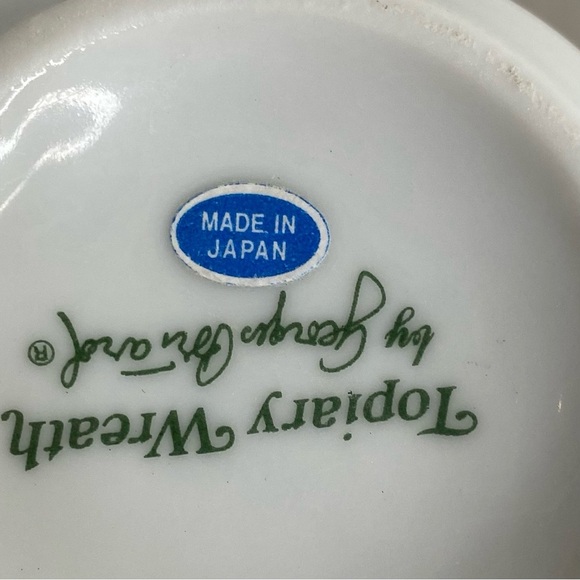 MADE IN
JAPAN
Topiary Wreath
by Georges Briard ®